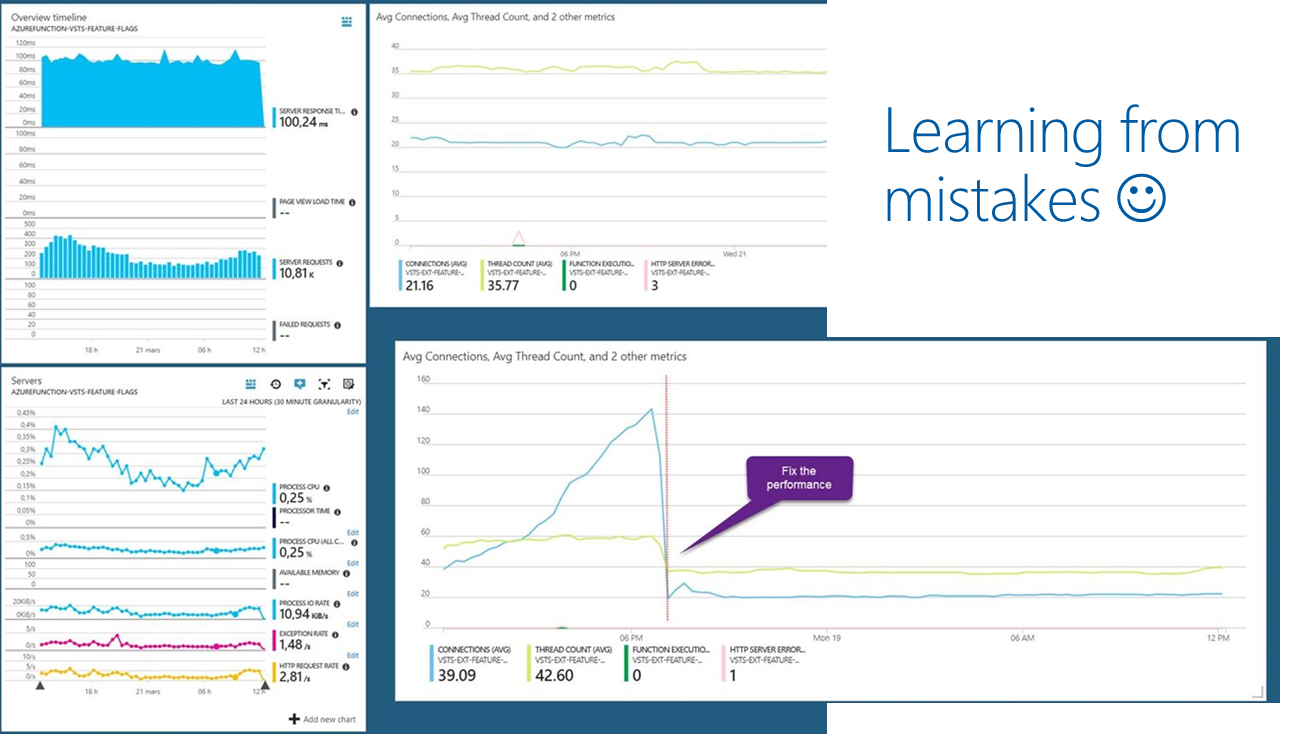 Overview timeline
AZUREFUNCTION-VSTS-FEATURE-FLAGS
120ms
100ms
80ms
60ms
40ms
20ms
0ms
SERVER RESPONSE TI...
100,24 ms
100ms
80ms
60ms
40ms
20ms
0ms
PAGE VIEW LOAD TIME
--
500
400
300
200
100
0
SERVER REQUESTS
10,81 K
100
80
60
40
20
0
FAILED REQUESTS
--
18 h 21 mars 06 h 12 h
Servers
AZUREFUNCTION-VSTS-FEATURE-FLAGS
LAST 24 HOURS (30 MINUTE GRANULARITY)
Edit
0,45%
0,4%
0,35%
0,3%
0,25%
0,2%
0,15%
0,1%
0,05%
0%
PROCESS CPU
0,25 %
PROCESSOR TIME
--
Edit
0,5%
0%
PROCESS CPU (ALL C...
0,25 %
Edit
100
50
0
AVAILABLE MEMORY
--
Edit
20KiB/s
0KiB/s
PROCESS IO RATE
10,94 KiB/s
Edit
5/s
0/s
EXCEPTION RATE
1,48 /s
Edit
10/s
5/s
0/s
HTTP REQUEST RATE
2,81 /s
18 h 21 mars 06 h 12 h
Add new chart
Avg Connections, Avg Thread Count, and 2 other metrics
40
35
30
25
20
15
10
5
0
06 PM Wed 21
CONNECTIONS (AVG) THREAD COUNT (AVG) FUNCTION EXECUTIO... HTTP SERVER ERROR...
VSTS-EXT-FEATURE-... VSTS-EXT-FEATURE-... VSTS-EXT-FEATURE-... VSTS-EXT-FEATURE-...
21.16 35.77 0 3
Learning from
mistakes
Avg Connections, Avg Thread Count, and 2 other metrics
160
140
120
100
80
60
40
20
0
Fix the
performance
06 PM Mon 19 06 AM 12 PM
CONNECTIONS (AVG) THREAD COUNT (AVG) FUNCTION EXECUTIO... HTTP SERVER ERROR...
VSTS-EXT-FEATURE-... VSTS-EXT-FEATURE-... VSTS-EXT-FEATURE-... VSTS-EXT-FEATURE-...
39.09 42.60 0 1